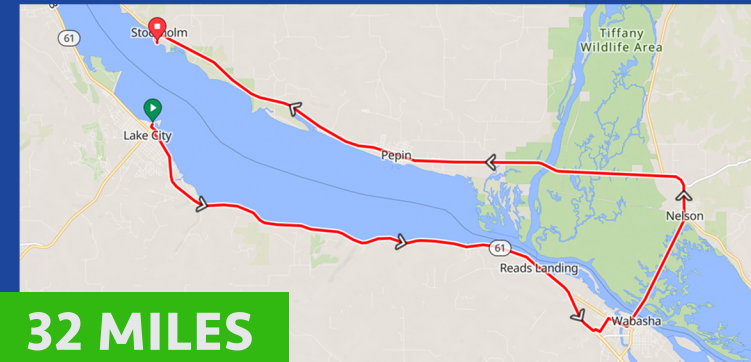 61
Stockholm
Tiffany
Wildlife Area
Lake City
Pepin
Nelson
61
Reads Landing
Wabasha
32 MILES